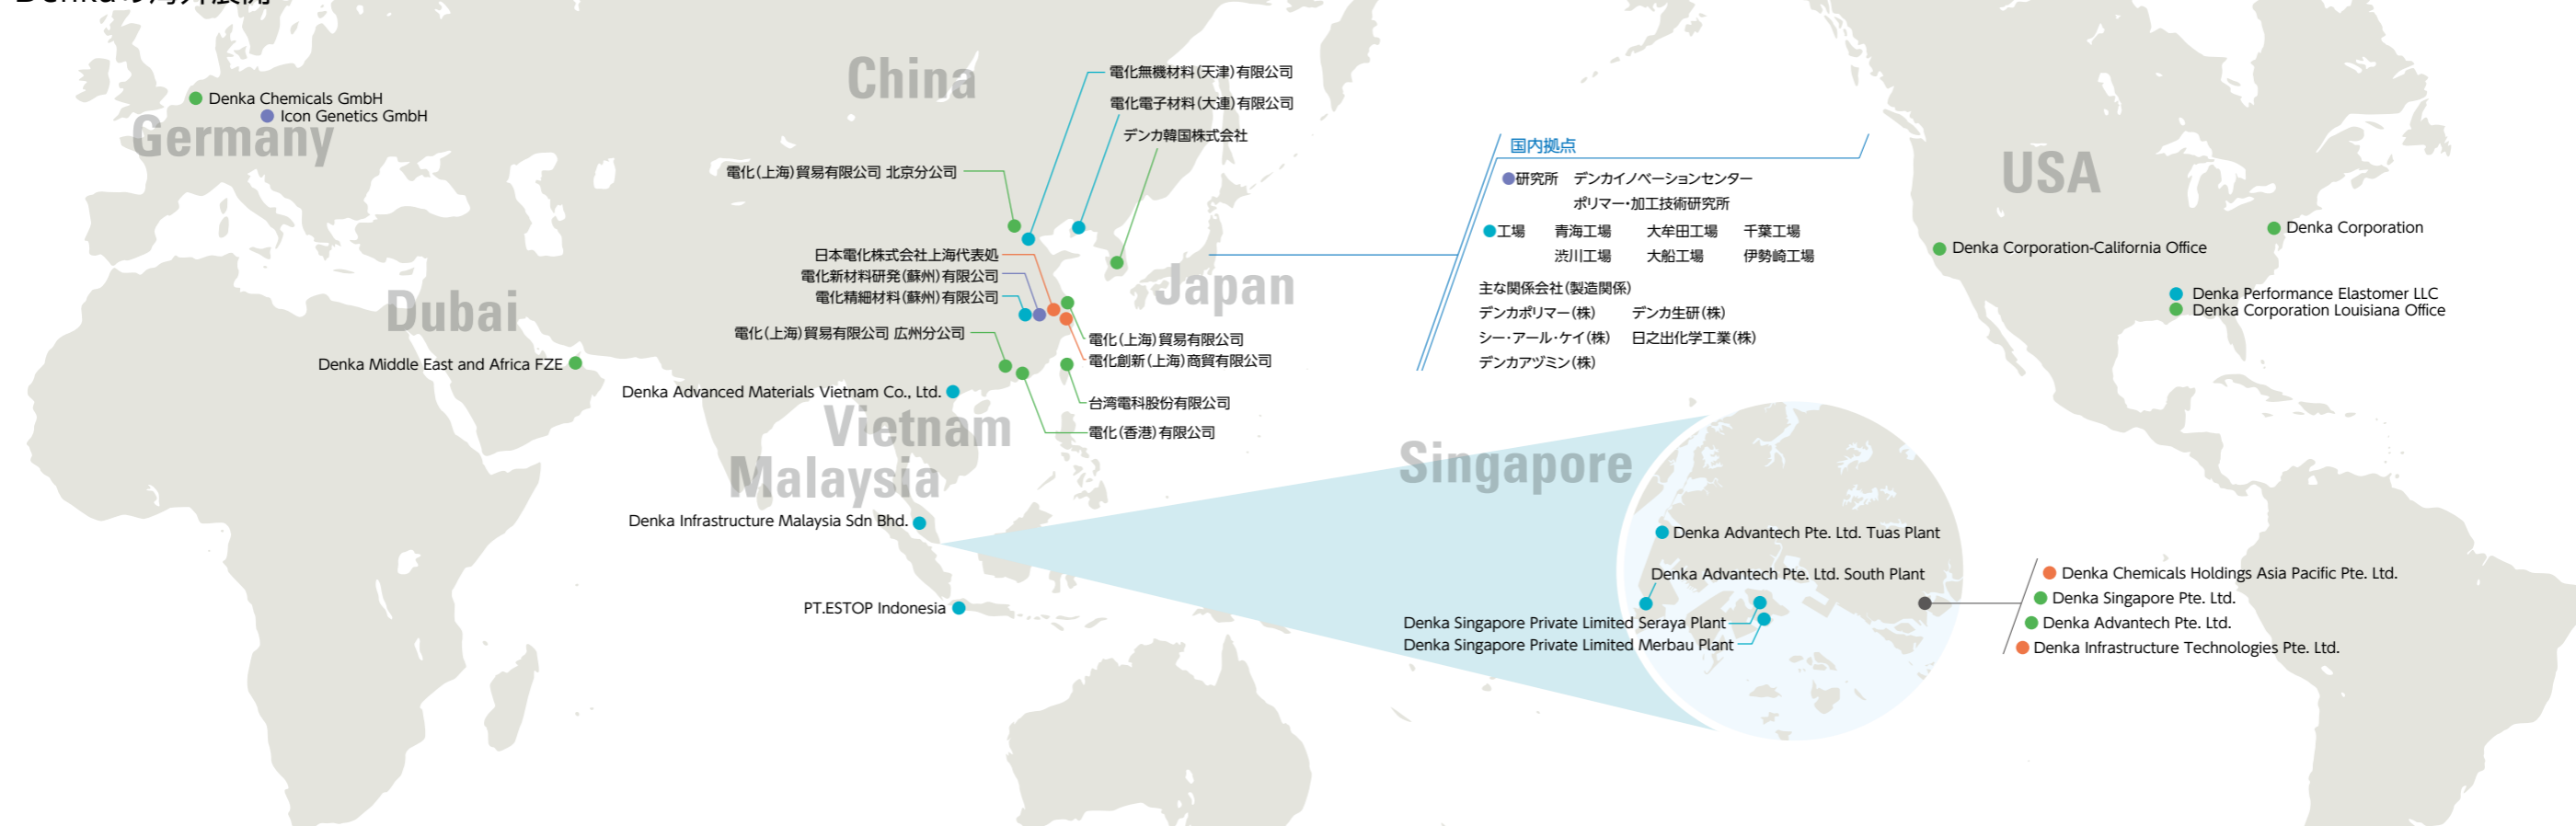 Denkaの海外展開
China
Germany
Dubai
Vietnam
Malaysia
Japan
Singapore
USA
Denka Chemicals GmbH
Icon Genetics GmbH
Denka Middle East and Africa FZE
電化無機材料(天津)有限公司
電化電子材料(大連)有限公司
デンカ韓国株式会社
電化(上海)貿易有限公司 北京分公司
日本電化株式会社上海代表処
電化新材料研発(蘇州)有限公司
電化精細材料(蘇州)有限公司
電化(上海)貿易有限公司 広州分公司
電化(上海)貿易有限公司
電化創新(上海)商貿有限公司
台湾電科股份有限公司
電化(香港)有限公司
Denka Advanced Materials Vietnam Co., Ltd.
Denka Infrastructure Malaysia Sdn Bhd.
PT.ESTOP Indonesia
国内拠点
研究所 デンカイノベーションセンター
ポリマー・加工技術研究所
工場 青海工場 大牟田工場 千葉工場
渋川工場 大船工場 伊勢崎工場
主な関係会社(製造関係)
デンカポリマー(株) デンカ生研(株)
シー・アール・ケイ(株) 日之出化学工業(株)
デンカアヅミン(株)
Denka Advantech Pte. Ltd. Tuas Plant
Denka Advantech Pte. Ltd. South Plant
Denka Singapore Private Limited Seraya Plant
Denka Singapore Private Limited Merbau Plant
Denka Chemicals Holdings Asia Pacific Pte. Ltd.
Denka Singapore Pte. Ltd.
Denka Advantech Pte. Ltd.
Denka Infrastructure Technologies Pte. Ltd.
Denka Corporation
Denka Corporation-California Office
Denka Performance Elastomer LLC
Denka Corporation Louisiana Office